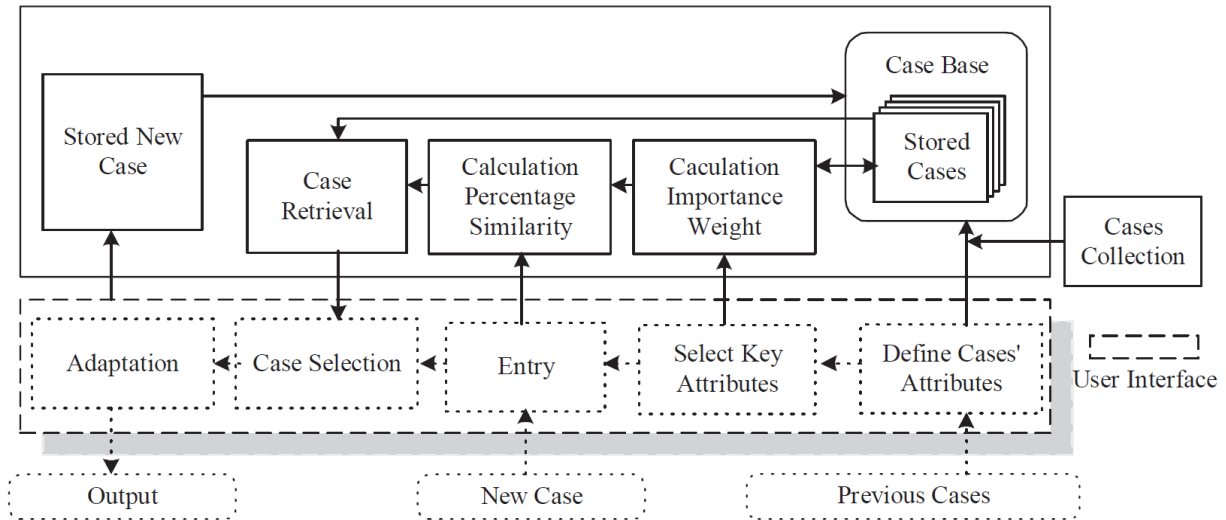 Case Base
Stored New
Case
Stored
Cases
Case
Retrieval
Calculation
Percentage
Similarity
Caculation
Importance
Weight
Cases
Collection
Adaptation
Case Selection
Entry
Select Key
Attributes
Define Cases'
Attributes
User Interface
Output
New Case
Previous Cases